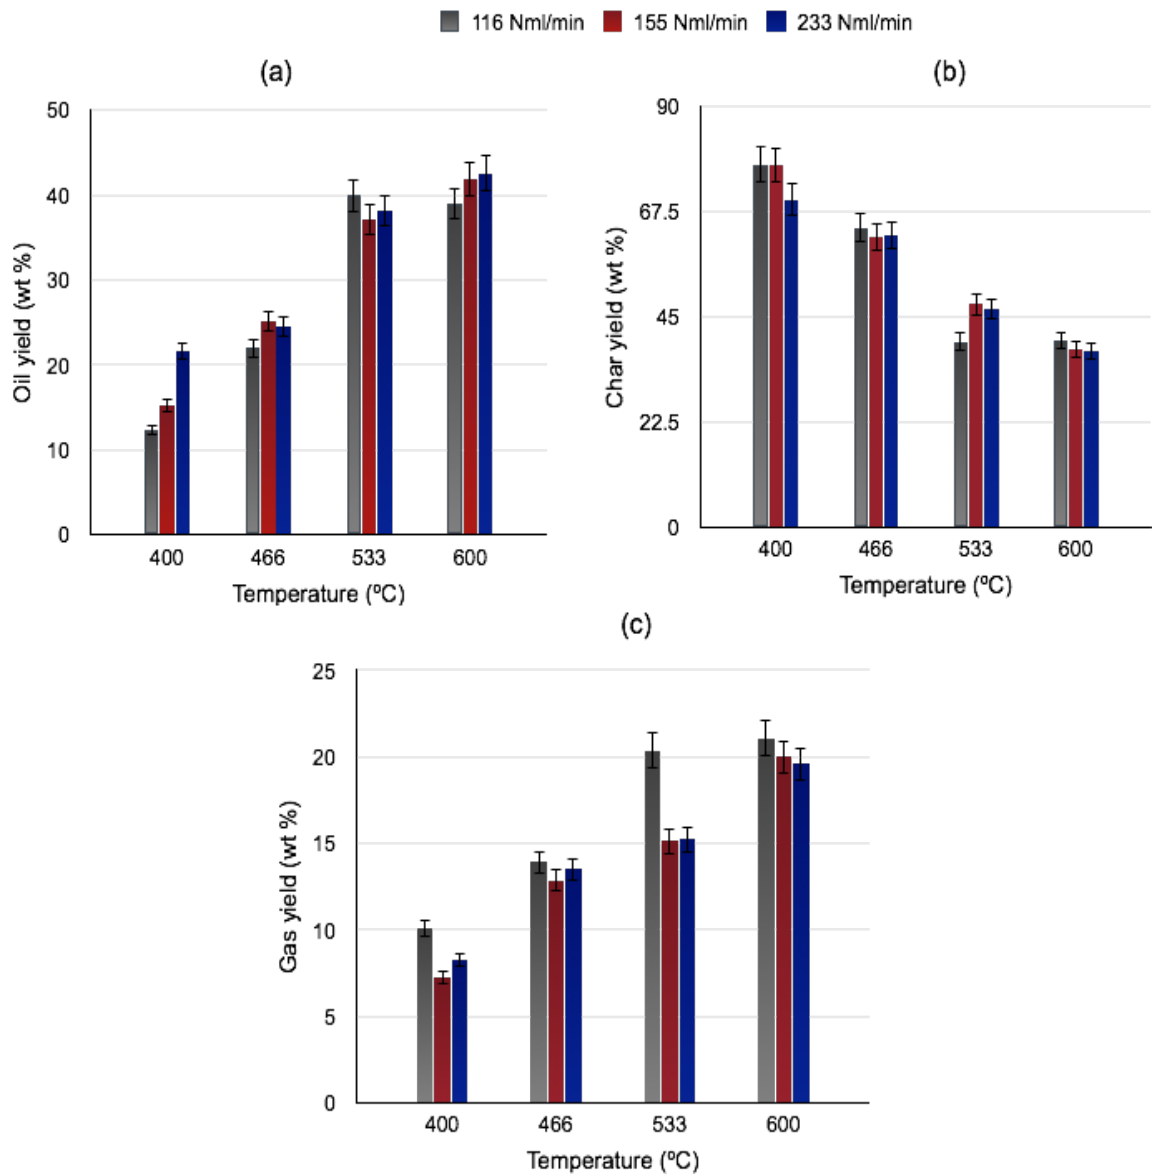 116 Nml/min 155 Nml/min 233 Nml/min
(a)
50
40
30
20
10
0
Oil yield (wt %)
400 466 533 600
Temperature (ºC)
(b)
90
67.5
45
22.5
0
Char yield (wt %)
400 466 533 600
Temperature (ºC)
(c)
25
20
15
10
5
0
Gas yield (wt %)
400 466 533 600
Temperature (ºC)